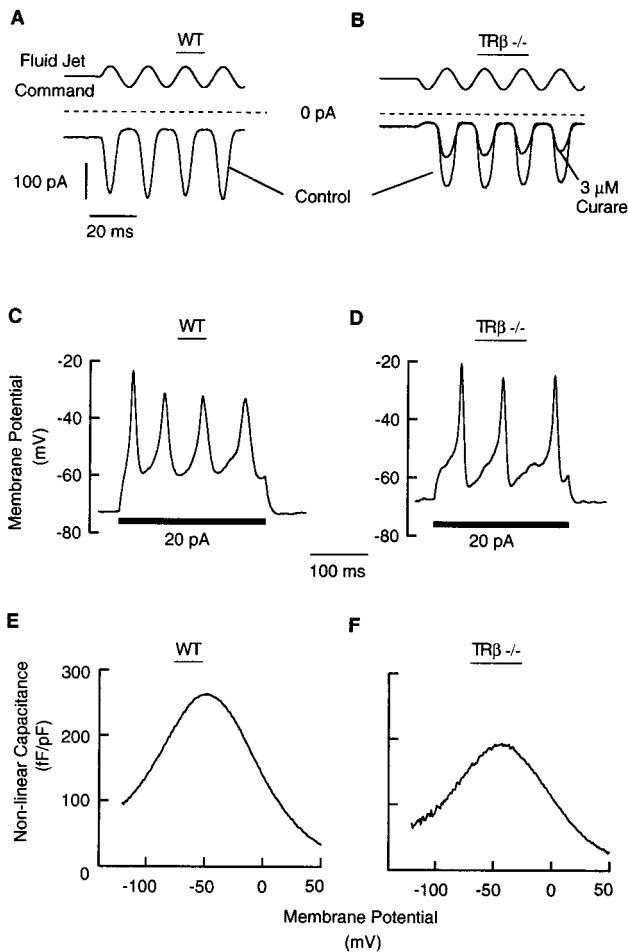 A
B
WT
TRβ -/-
Fluid Jet
Command
0 pA
100 pA
Control
3 μM
Curare
20 ms
C
WT
D
TRβ -/-
-20
-40
-60
-80
Membrane Potential
(mV)
20 pA
-20
-40
-60
-80
20 pA
100 ms
E
WT
F
TRβ -/-
300
200
100
0
Non-linear Capacitance
(fF/pF)
-100 -50 0 50
-100 -50 0 50
Membrane Potential
(mV)